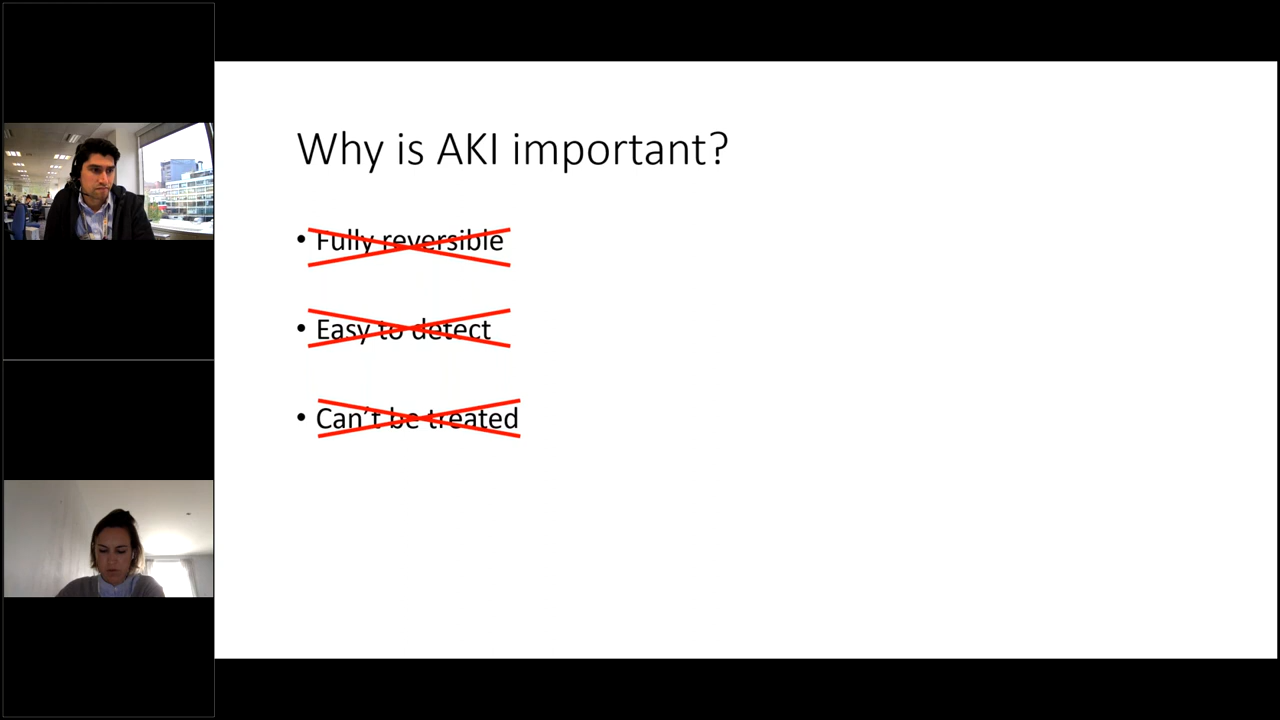 Why is AKI important?
• Fully reversible
• Easy to detect
• Can't be treated